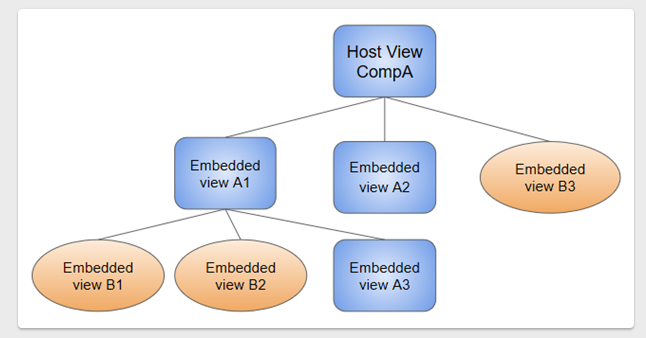 Host View
CompA
Embedded
view A1
Embedded
view A2
Embedded
view B3
Embedded
view B1
Embedded
view B2
Embedded
view A3